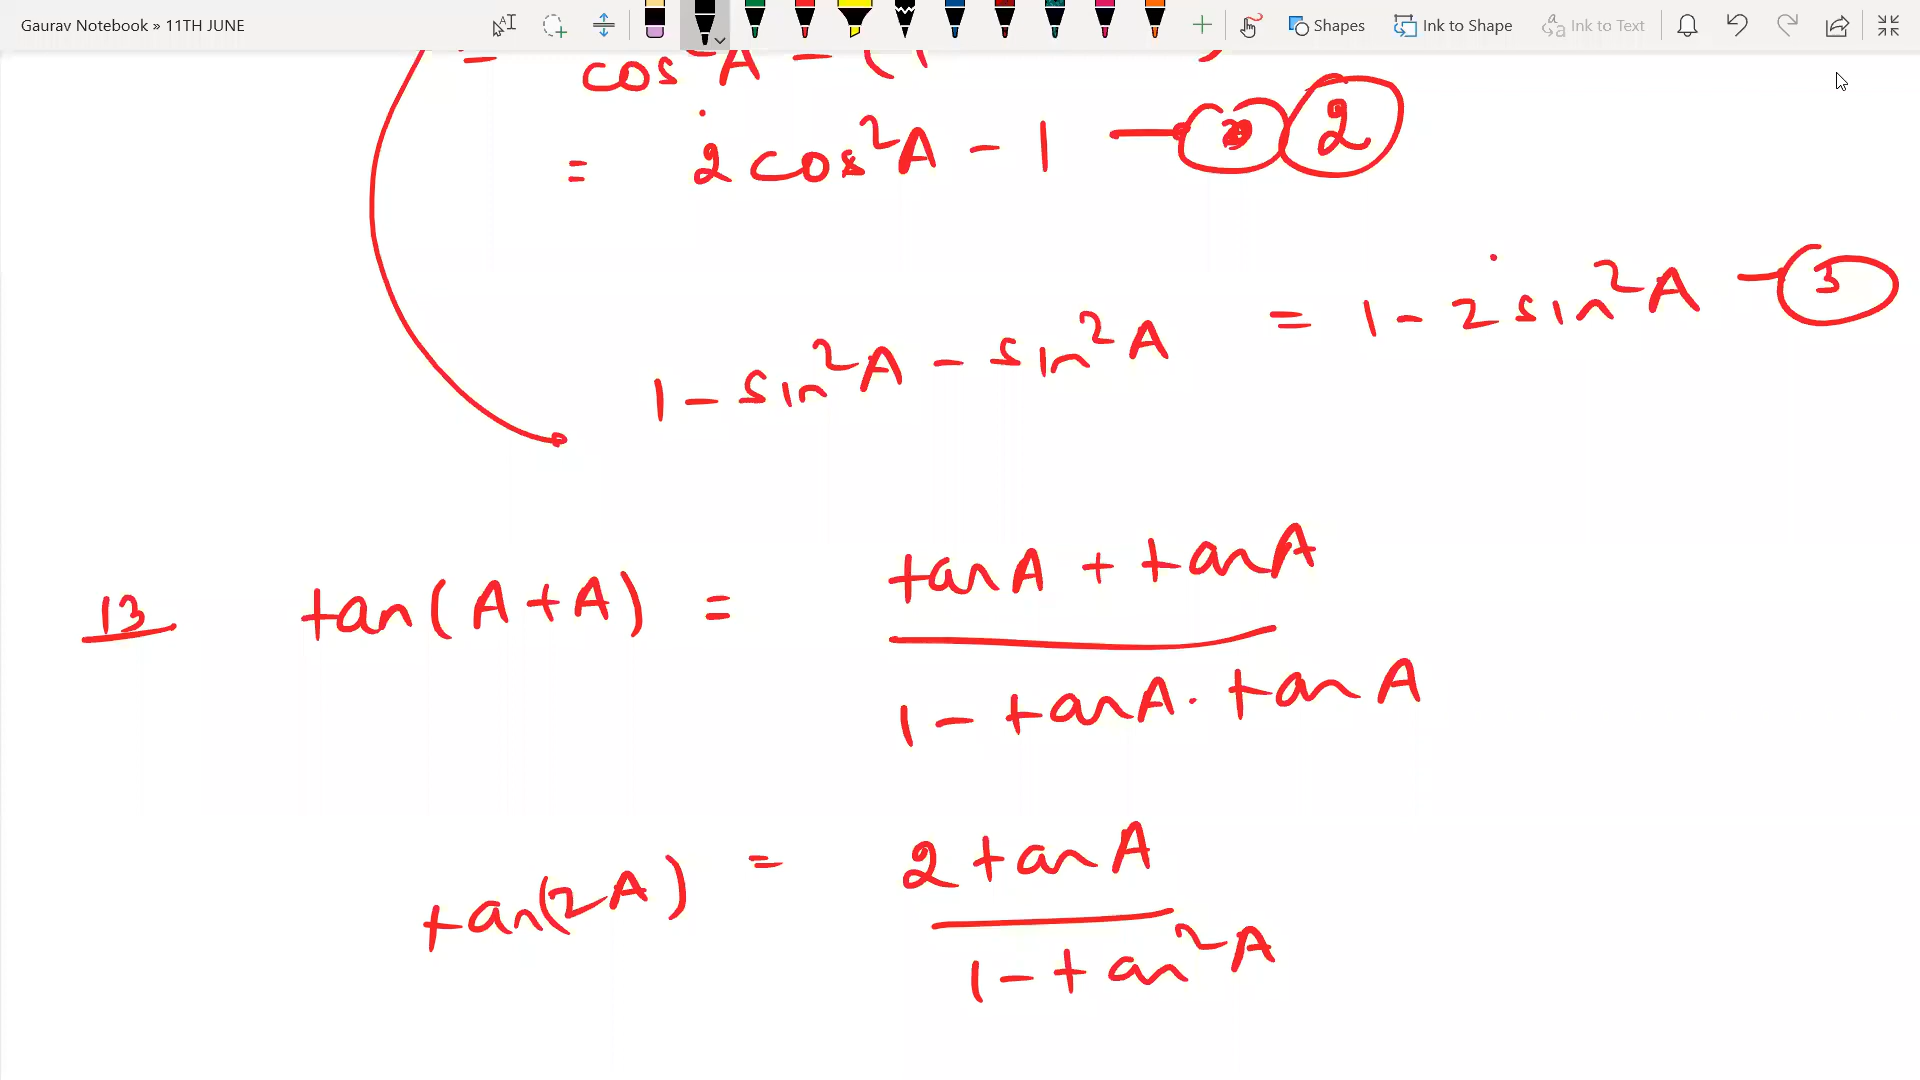 Gaurav Notebook » 11TH JUNE
Shapes
Ink to Shape
Ink to Text
= cos²A - (1
= 2cos²A - 1 — 2
1 - sin²A - sin²A = 1 - 2sin²A — 3
13 tan(A+A) = tanA + tanA
1 - tanA · tanA
tan(2A) = 2tanA
1 - tan²A